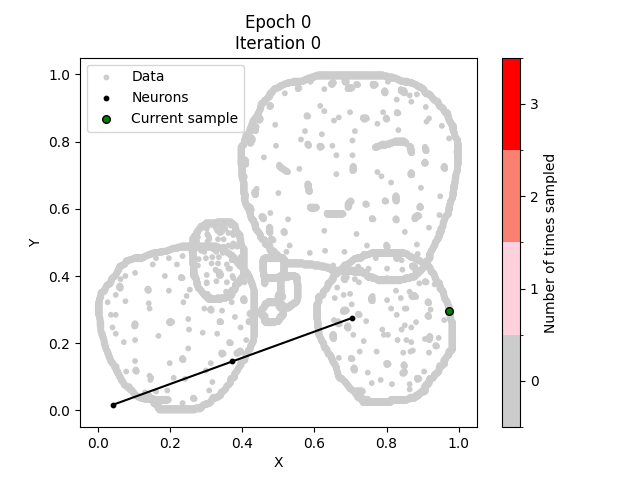 Epoch 0
Iteration 0
Data
Neurons
Current sample
1.0
0.8
0.6
0.4
0.2
0.0
Y
0.0 0.2 0.4 0.6 0.8 1.0
X
3
2
1
0
Number of times sampled